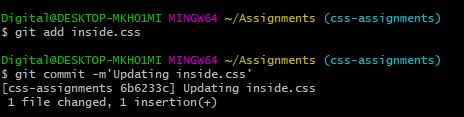 Digital@DESKTOP-MKHO1MI MINGW64 ~/Assignments (css-assignments)
$ git add inside.css
Digital@DESKTOP-MKHO1MI MINGW64 ~/Assignments (css-assignments)
$ git commit -m'Updating inside.css'
[css-assignments 6b6233c] Updating inside.css
1 file changed, 1 insertion(+)